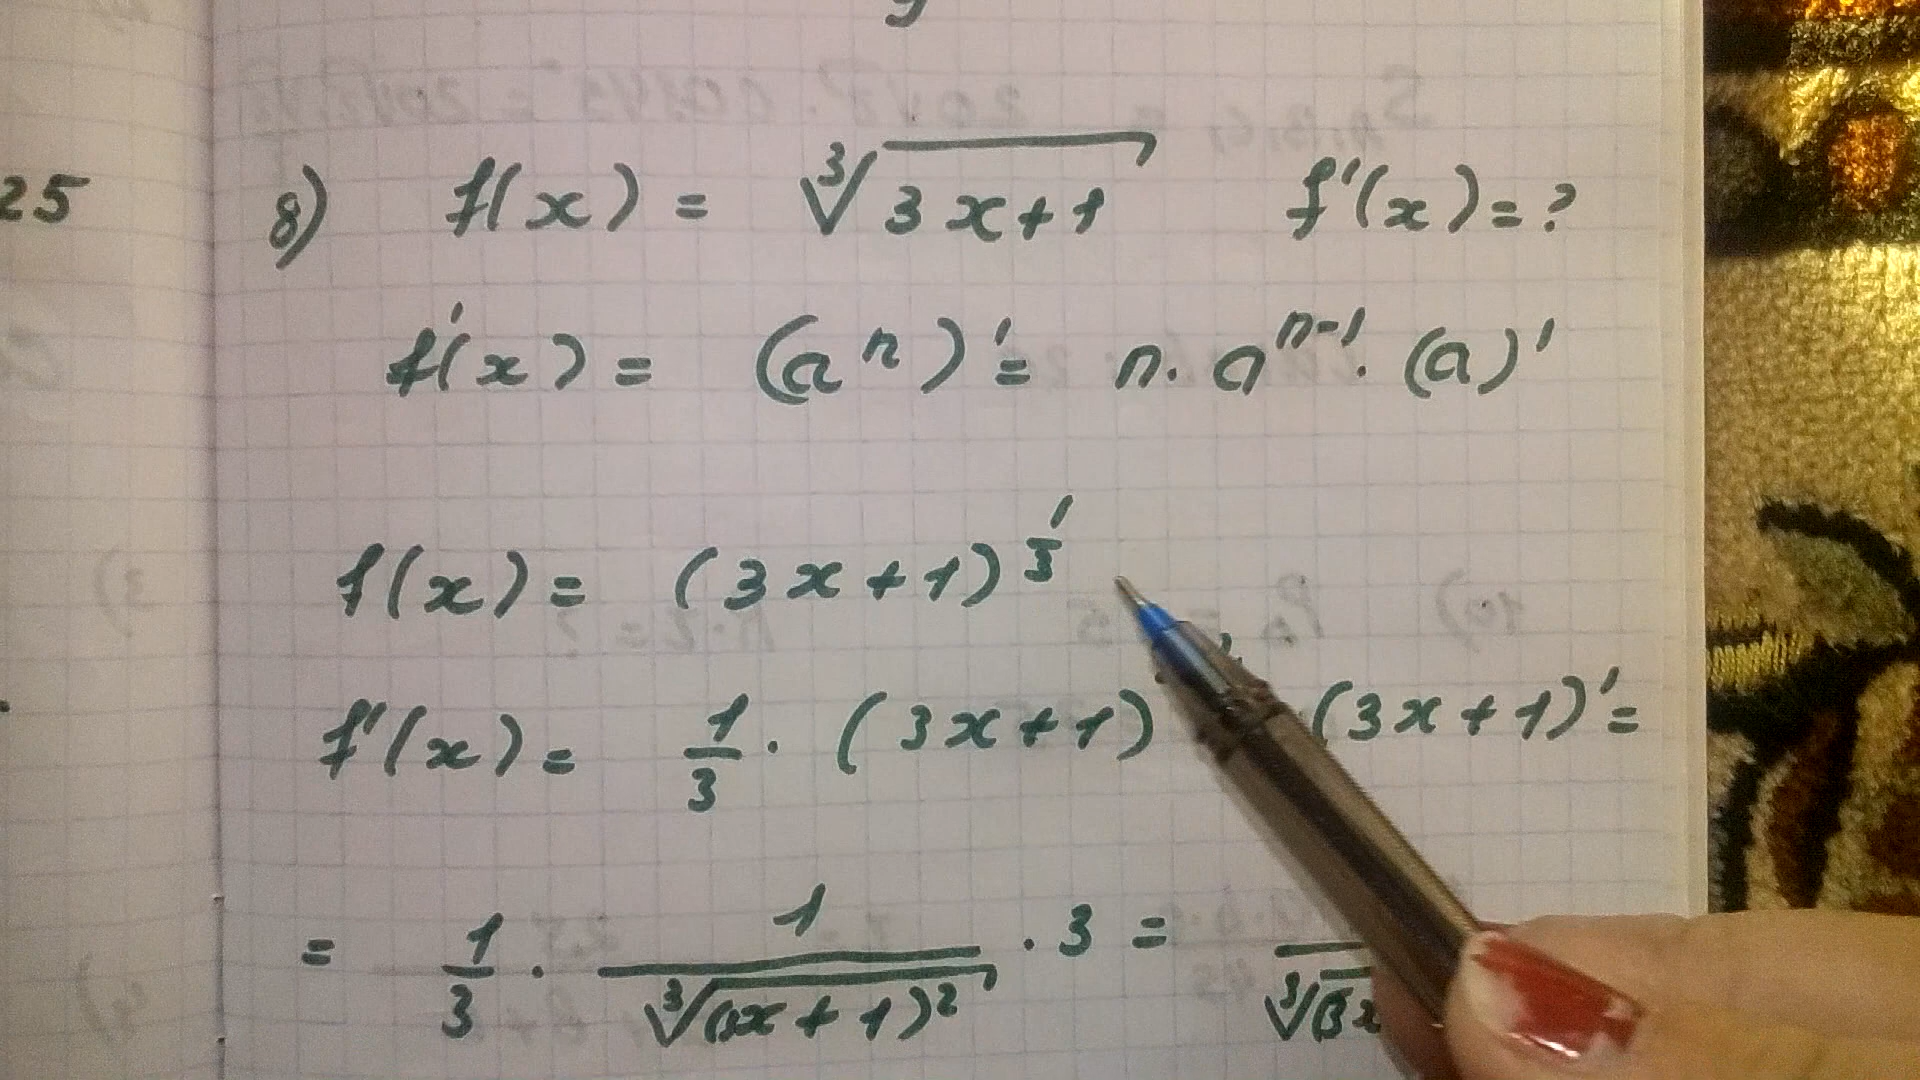 25
8) f(x) = ∛(3x+1) f'(x) = ?
f'(x) = (aⁿ)' = n · aⁿ⁻¹ · (a)'
f(x) = (3x+1)^(1/3)
f'(x) = 1/3 · (3x+1) (3x+1)' =
= 1/3 · 1/∛((3x+1)²) · 3 = ∛(3x